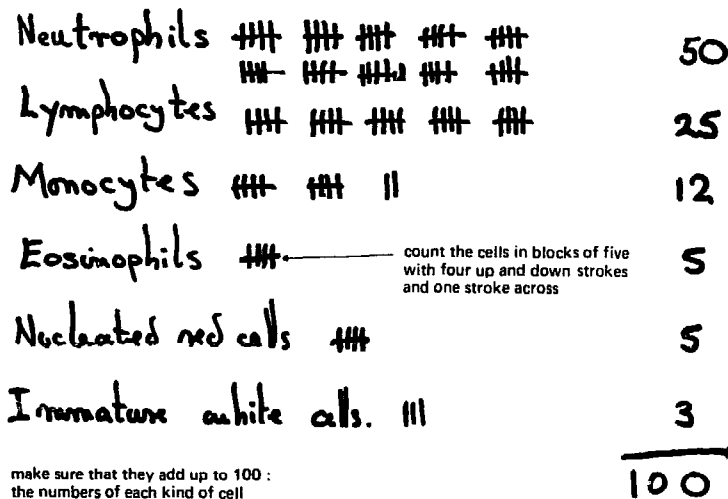 Neutrophils 50
Lymphocytes 25
Monocytes 12
Eosinophils 5
count the cells in blocks of five
with four up and down strokes
and one stroke across
Nucleated red cells 5
Immature white cells. 3
make sure that they add up to 100 :
the numbers of each kind of cell
100